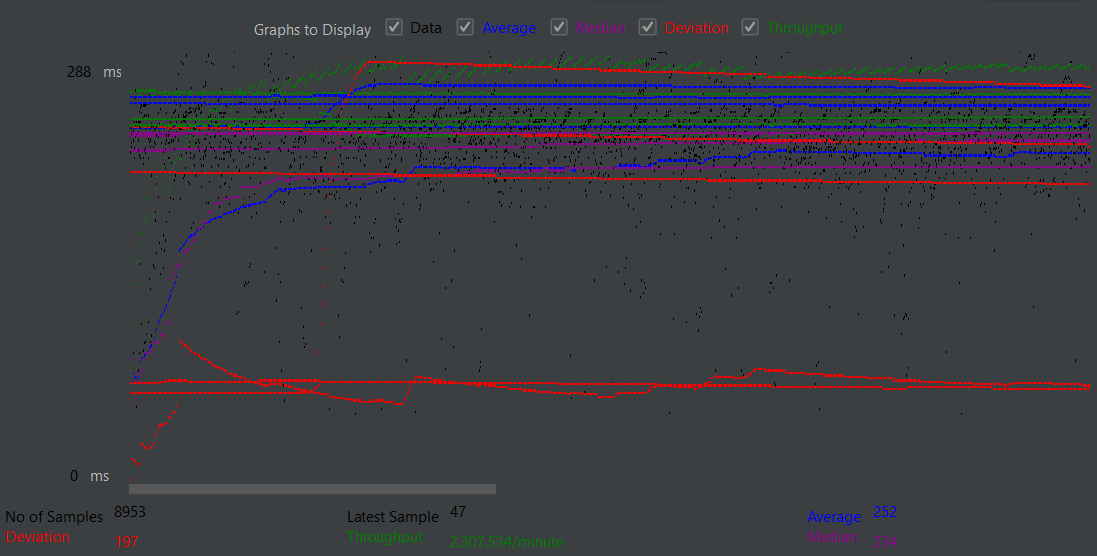 Graphs to Display Data Average Median Deviation Throughput
288 ms
0 ms
No of Samples 8953 Latest Sample 47 Average 252
Deviation 197 Throughput 2,307.534/minute Median 234